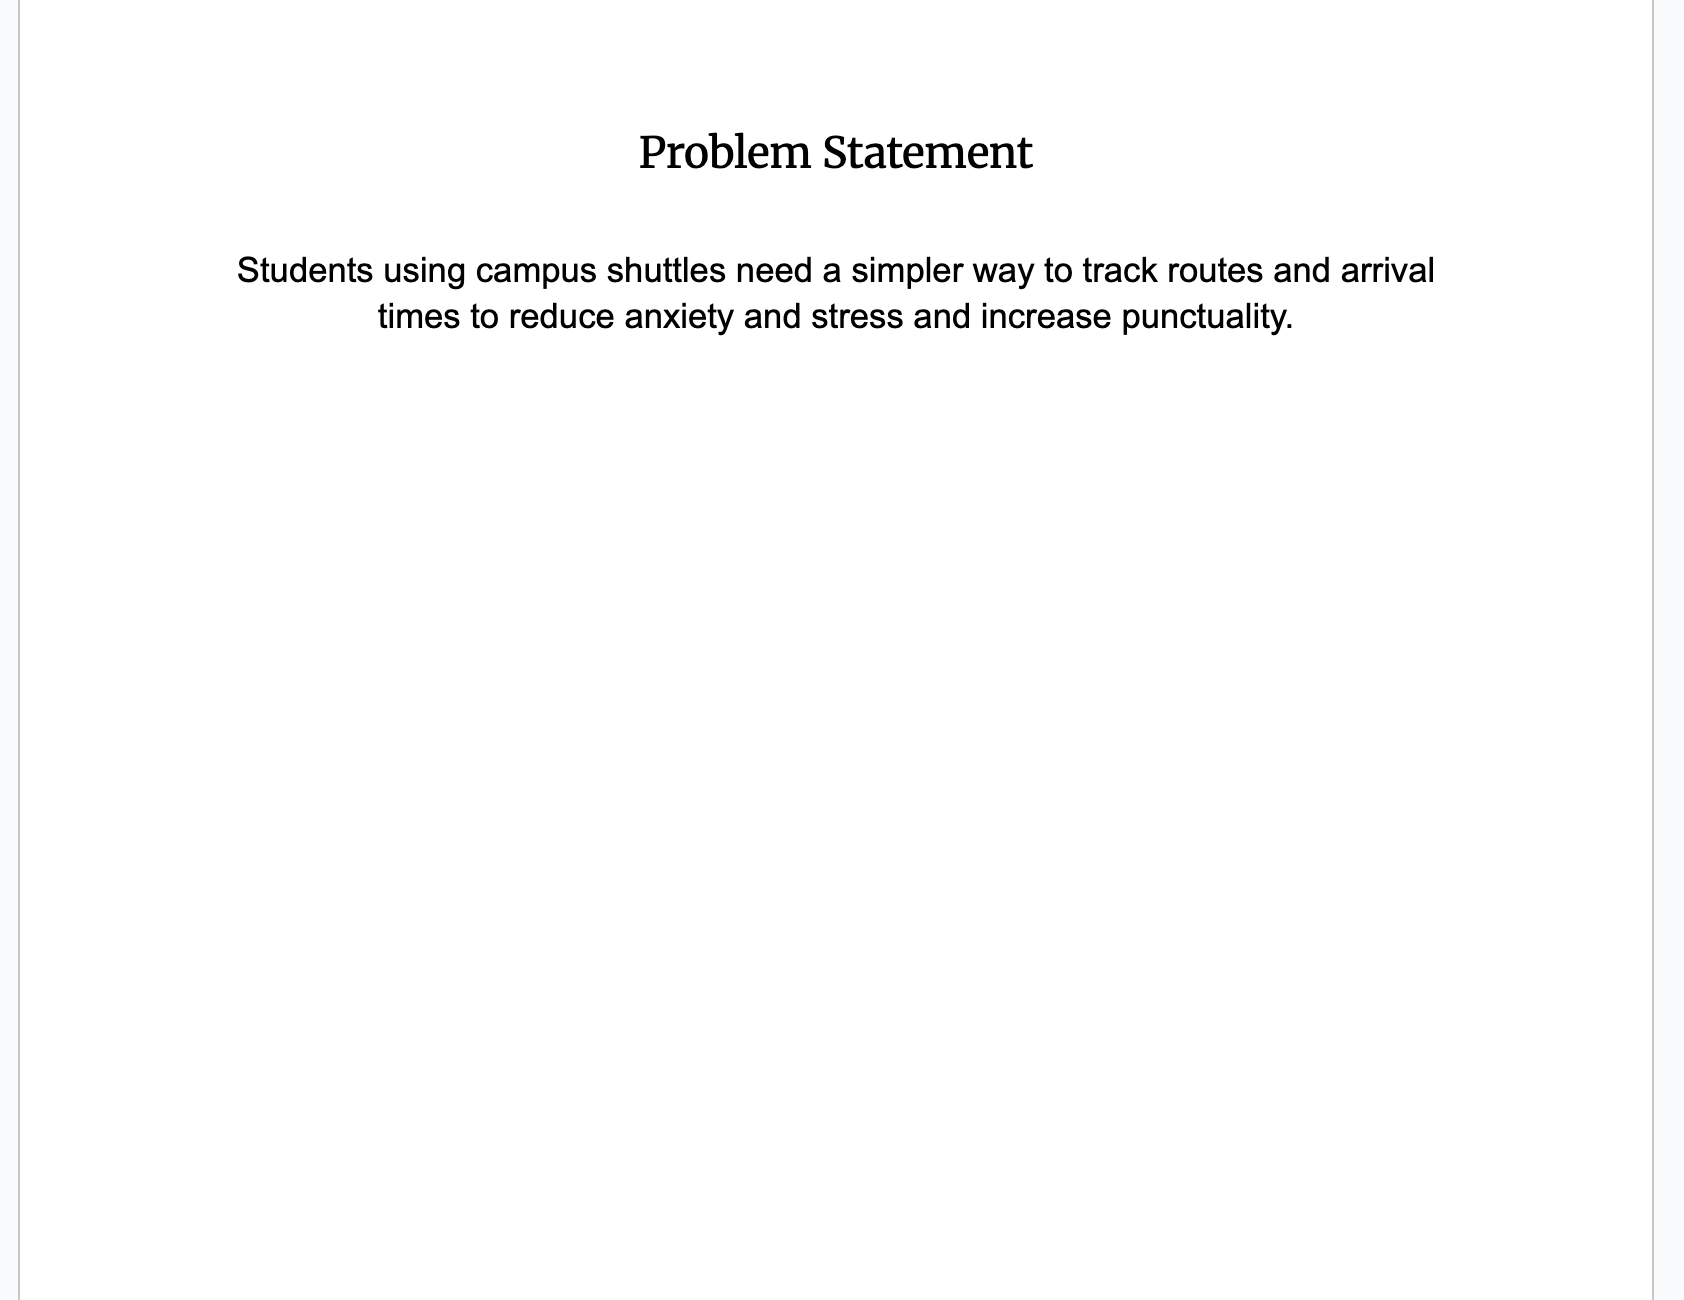 Problem Statement
Students using campus shuttles need a simpler way to track routes and arrival
times to reduce anxiety and stress and increase punctuality.